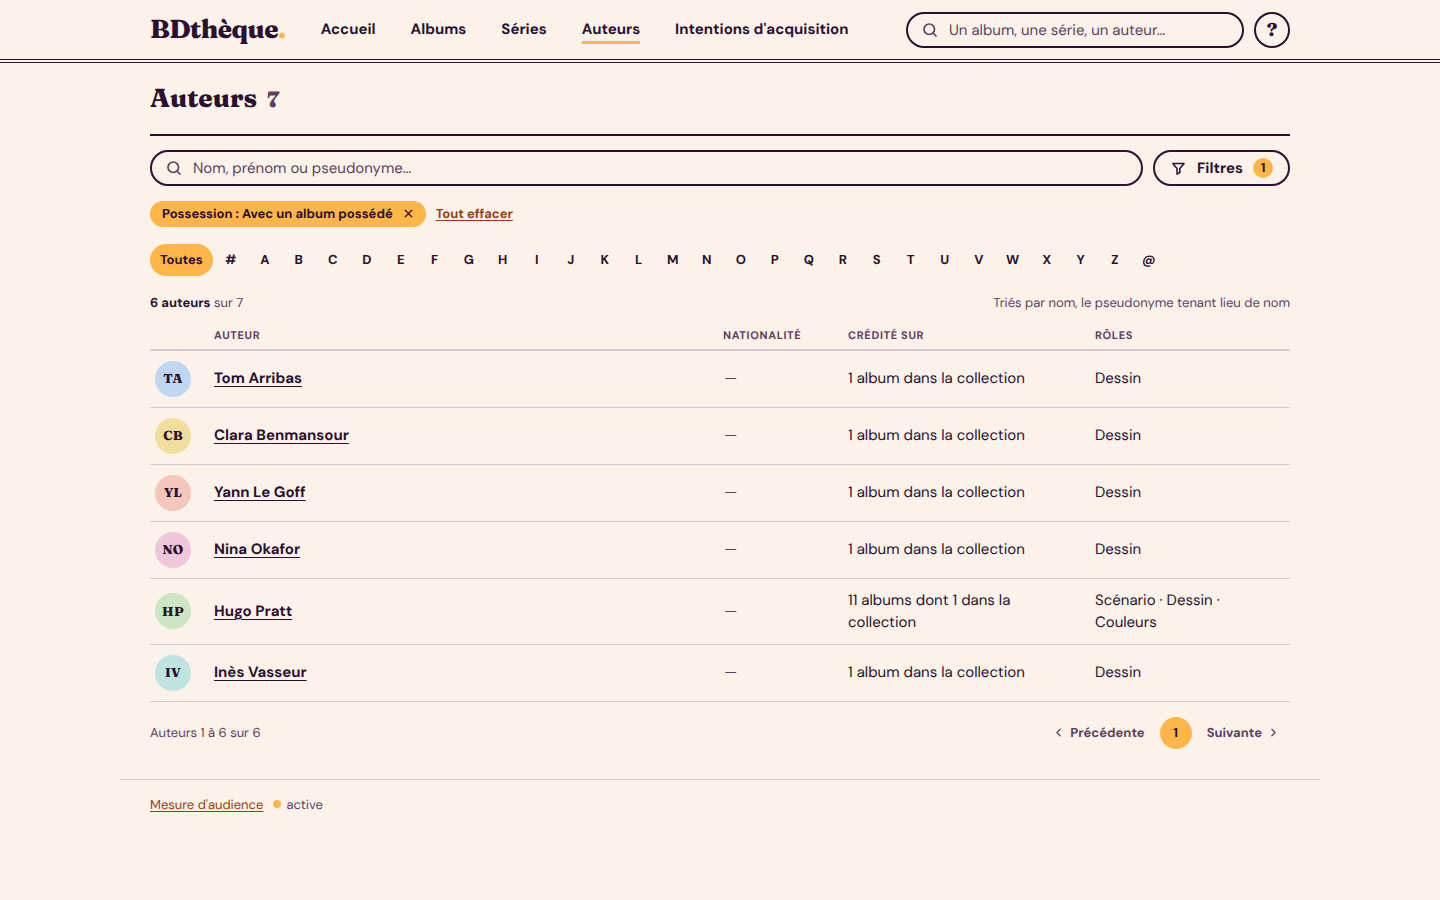 BDthèque.
Accueil
Albums
Séries
Auteurs
Intentions d'acquisition
Un album, une série, un auteur…
?
Auteurs 7
Nom, prénom ou pseudonyme…
Filtres 1
Possession : Avec un album possédé ×
Tout effacer
Toutes # A B C D E F G H I J K L M N O P Q R S T U V W X Y Z @
6 auteurs sur 7
Triés par nom, le pseudonyme tenant lieu de nom
AUTEUR NATIONALITÉ CRÉDITÉ SUR RÔLES
TA Tom Arribas — 1 album dans la collection Dessin
CB Clara Benmansour — 1 album dans la collection Dessin
YL Yann Le Goff — 1 album dans la collection Dessin
NO Nina Okafor — 1 album dans la collection Dessin
HP Hugo Pratt — 11 albums dont 1 dans la collection Scénario · Dessin · Couleurs
IV Inès Vasseur — 1 album dans la collection Dessin
Auteurs 1 à 6 sur 6
‹ Précédente 1 Suivante ›
Mesure d'audience active